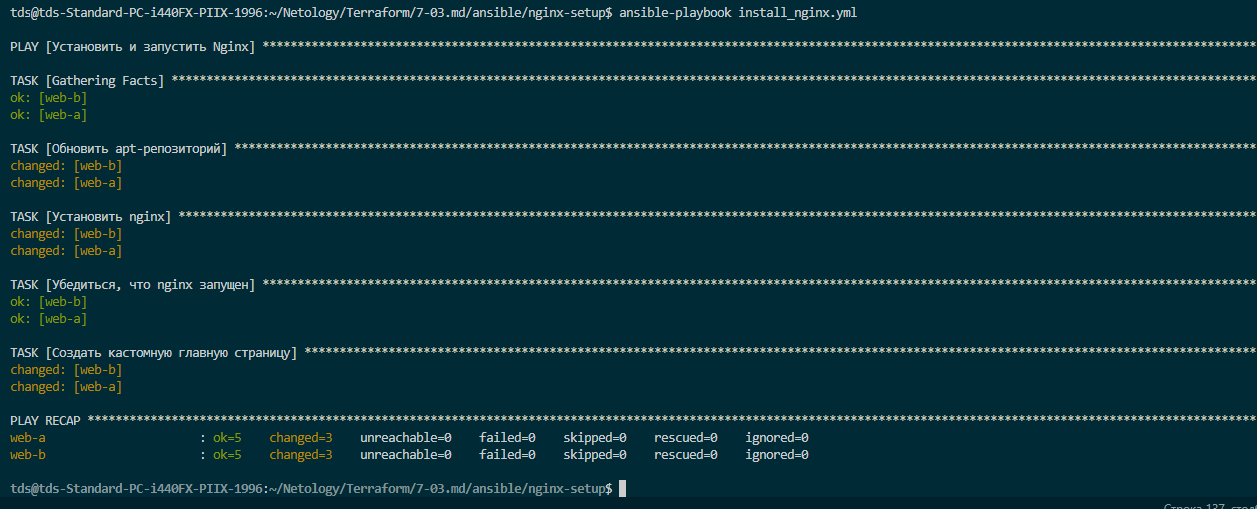 tds@tds-Standard-PC-i440FX-PIIX-1996:~/Netology/Terraform/7-03.md/ansible/nginx-setup$ ansible-playbook install_nginx.yml
PLAY [Установить и запустить Nginx] **********************************************************************************************************************************************
TASK [Gathering Facts] ***********************************************************************************************************************************************************
ok: [web-b]
ok: [web-a]
TASK [Обновить apt-репозиторий] **************************************************************************************************************************************************
changed: [web-b]
changed: [web-a]
TASK [Установить nginx] **********************************************************************************************************************************************************
changed: [web-b]
changed: [web-a]
TASK [Убедиться, что nginx запущен] **********************************************************************************************************************************************
ok: [web-b]
ok: [web-a]
TASK [Создать кастомную главную страницу] ****************************************************************************************************************************************
changed: [web-b]
changed: [web-a]
PLAY RECAP ***********************************************************************************************************************************************************************
web-a : ok=5 changed=3 unreachable=0 failed=0 skipped=0 rescued=0 ignored=0
web-b : ok=5 changed=3 unreachable=0 failed=0 skipped=0 rescued=0 ignored=0
tds@tds-Standard-PC-i440FX-PIIX-1996:~/Netology/Terraform/7-03.md/ansible/nginx-setup$
Строка 137